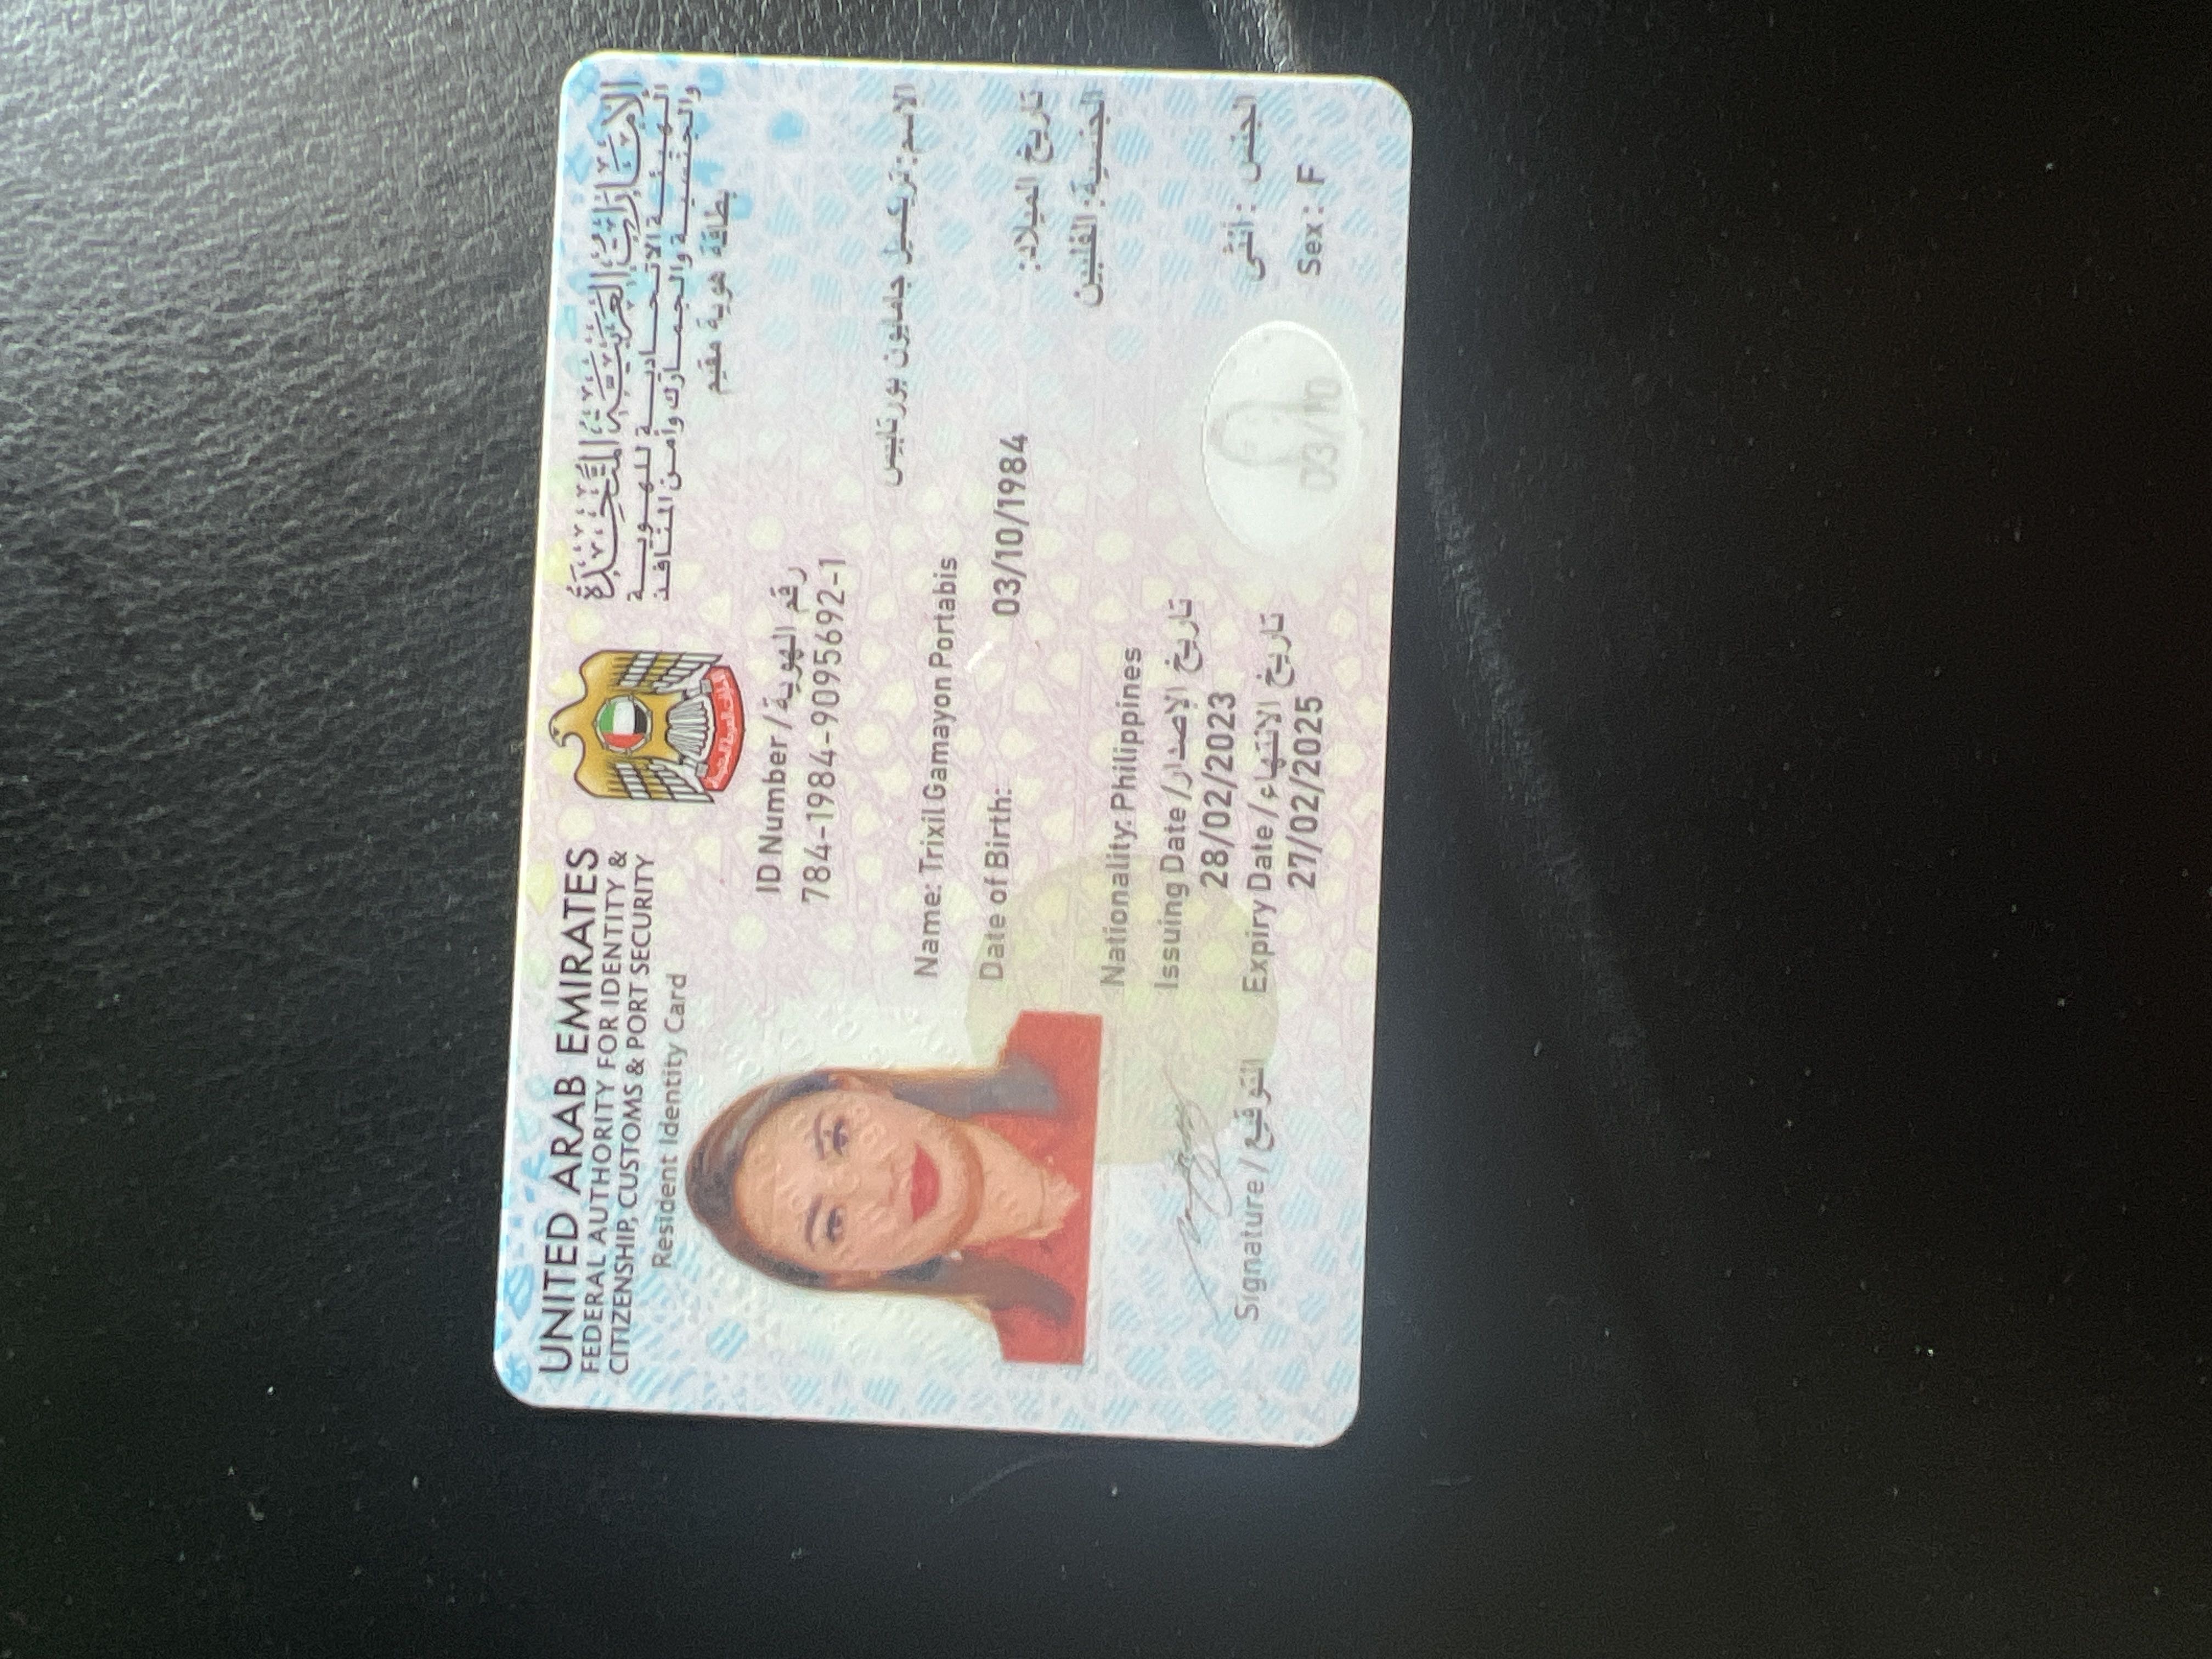 UNITED ARAB EMIRATES
FEDERAL AUTHORITY FOR IDENTITY &
CITIZENSHIP, CUSTOMS & PORT SECURITY
Resident Identity Card
الإمارات العربية المتحدة
الهيئة الاتحادية للهوية
والجنسية والجمارك وأمن المنافذ
بطاقة هوية مقيم
ID Number / رقم الهوية
784-1984-9095692-1
الاسم: تريكسيل جامايون بورتابيس
Name: Trixil Gamayon Portabis
Date of Birth: 03/10/1984 تاريخ الميلاد:
الجنسية: الفلبين
Nationality: Philippines
Issuing Date / تاريخ الإصدار
28/02/2023
Expiry Date / تاريخ الانتهاء
27/02/2025
Signature / التوقيع
الجنس : أنثى
Sex: F
03/10